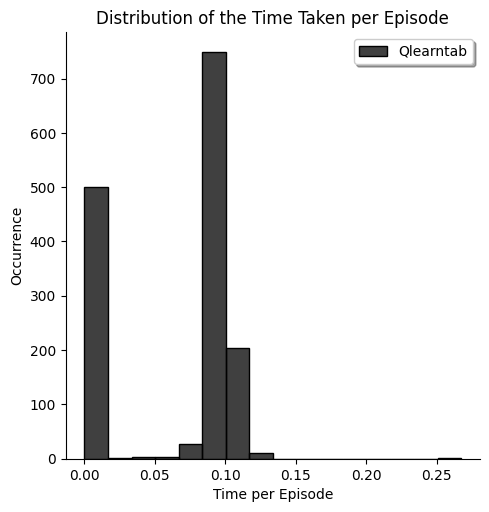 Distribution of the Time Taken per Episode
Qlearntab
700
600
500
400
300
200
100
0
Occurrence
0.00 0.05 0.10 0.15 0.20 0.25
Time per Episode